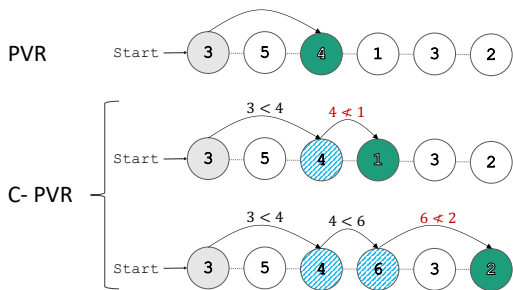 PVR
Start 3 5 4 1 3 2
3 < 4 4 ≮ 1
Start 3 5 4 1 3 2
C- PVR
3 < 4 4 < 6 6 ≮ 2
Start 3 5 4 6 3 2